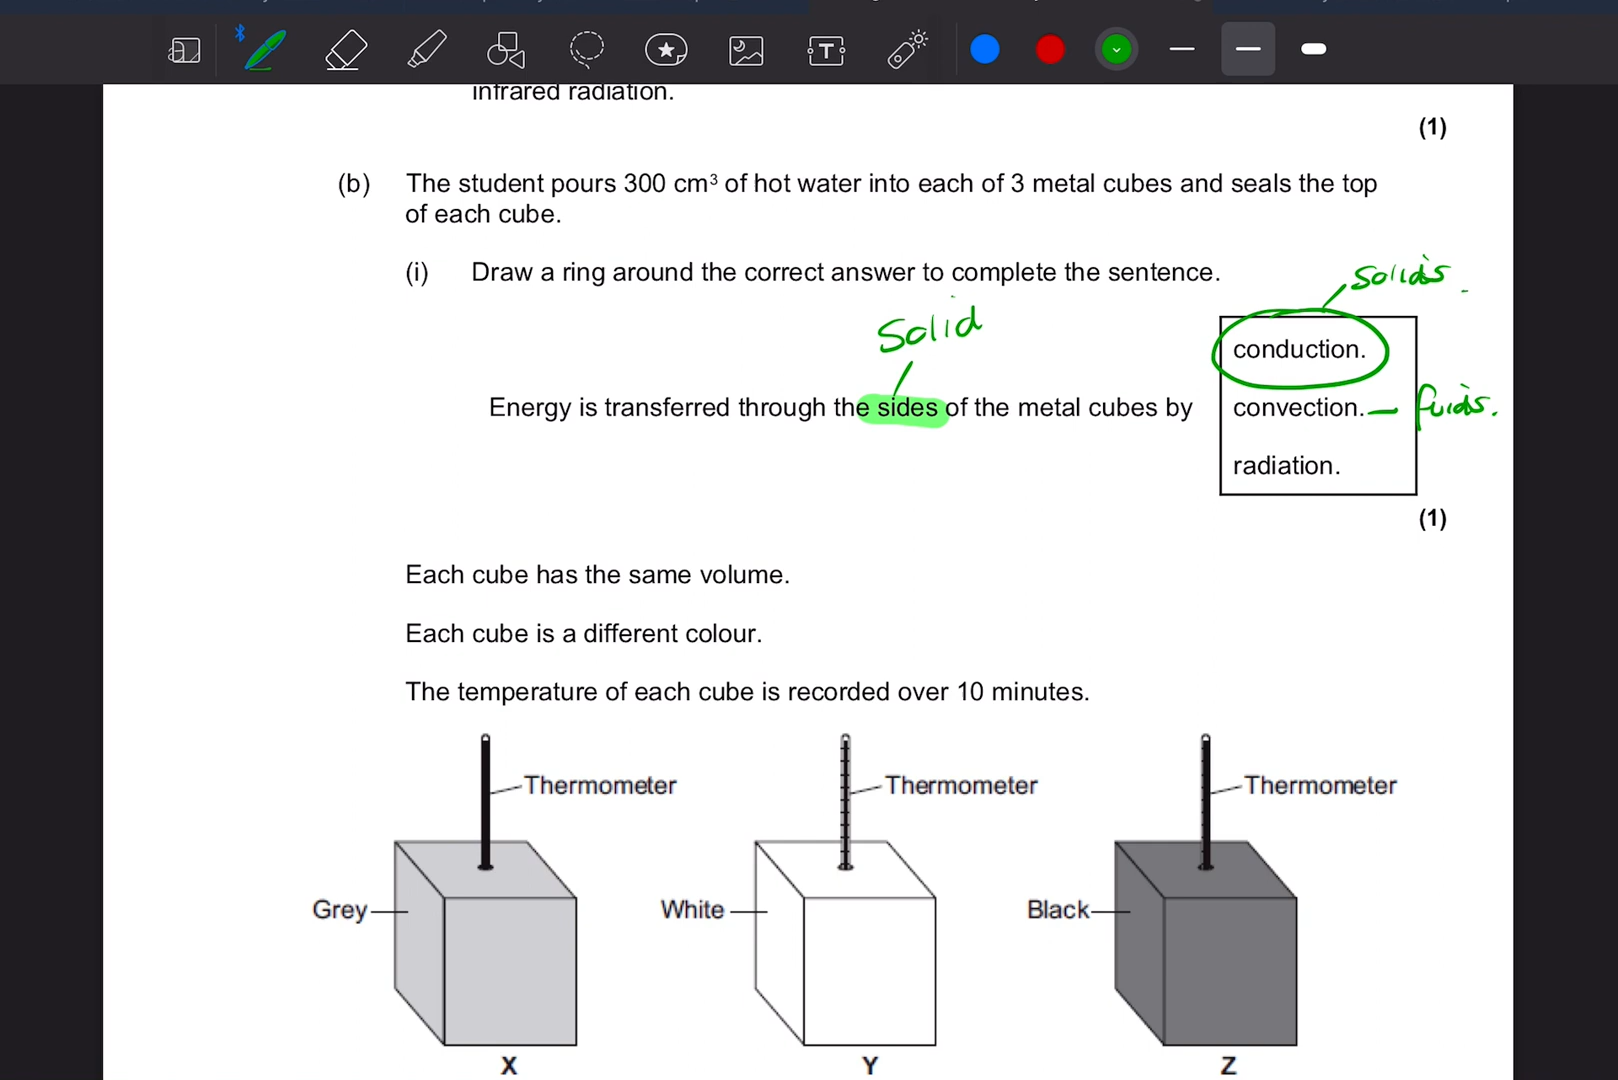 infrared radiation.
(1)
(b) The student pours 300 cm³ of hot water into each of 3 metal cubes and seals the top
of each cube.
(i) Draw a ring around the correct answer to complete the sentence.
solids.
solid
conduction.
Energy is transferred through the sides of the metal cubes by
convection. – fluids.
radiation.
(1)
Each cube has the same volume.
Each cube is a different colour.
The temperature of each cube is recorded over 10 minutes.
Thermometer Thermometer Thermometer
Grey White Black
X Y Z